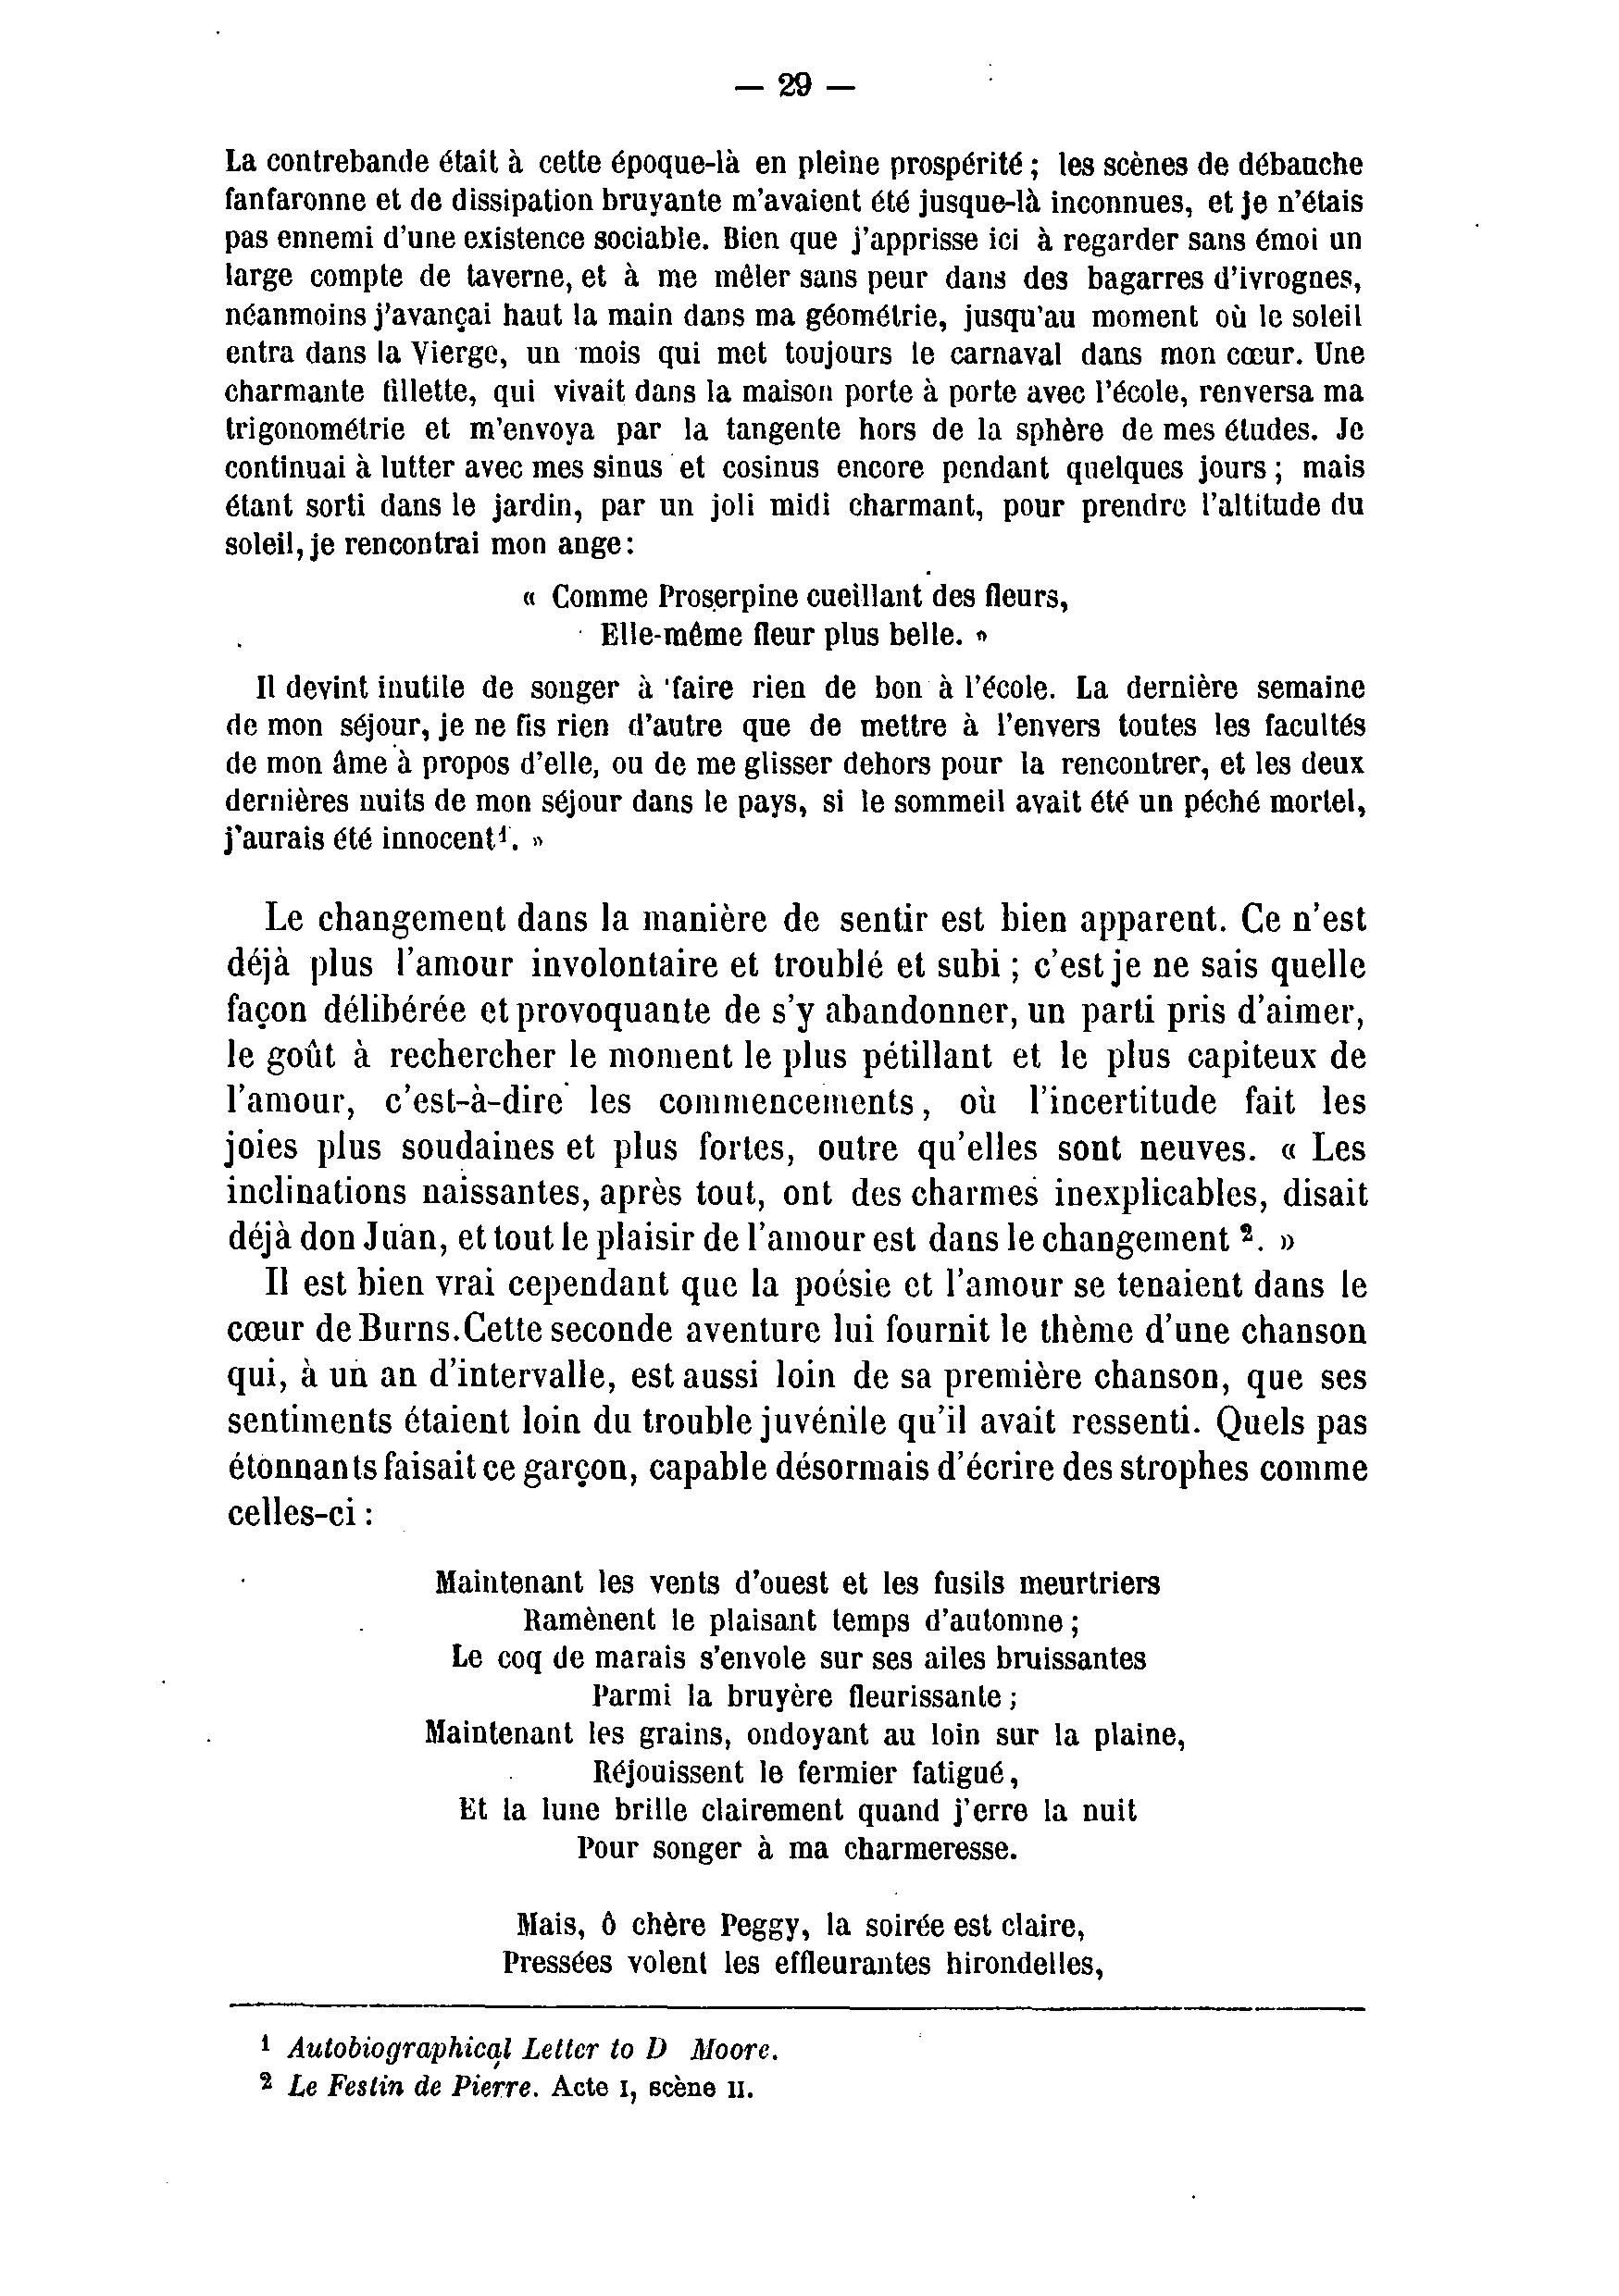 — 29 —
La contrebande était à cette époque-là en pleine prospérité ; les scènes de débauche
fanfaronne et de dissipation bruyante m'avaient été jusque-là inconnues, et je n'étais
pas ennemi d'une existence sociable. Bien que j'apprisse ici à regarder sans émoi un
large compte de taverne, et à me mêler sans peur dans des bagarres d'ivrognes,
néanmoins j'avançai haut la main dans ma géométrie, jusqu'au moment où le soleil
entra dans la Vierge, un mois qui met toujours le carnaval dans mon cœur. Une
charmante fillette, qui vivait dans la maison porte à porte avec l'école, renversa ma
trigonométrie et m'envoya par la tangente hors de la sphère de mes études. Je
continuai à lutter avec mes sinus et cosinus encore pendant quelques jours ; mais
étant sorti dans le jardin, par un joli midi charmant, pour prendre l'altitude du
soleil, je rencontrai mon ange :
« Comme Proserpine cueillant des fleurs,
Elle-même fleur plus belle. »
Il devint inutile de songer à faire rien de bon à l'école. La dernière semaine
de mon séjour, je ne fis rien d'autre que de mettre à l'envers toutes les facultés
de mon âme à propos d'elle, ou de me glisser dehors pour la rencontrer, et les deux
dernières nuits de mon séjour dans le pays, si le sommeil avait été un péché mortel,
j'aurais été innocent¹. »
Le changement dans la manière de sentir est bien apparent. Ce n'est
déjà plus l'amour involontaire et troublé et subi ; c'est je ne sais quelle
façon délibérée et provoquante de s'y abandonner, un parti pris d'aimer,
le goût à rechercher le moment le plus pétillant et le plus capiteux de
l'amour, c'est-à-dire les commencements, où l'incertitude fait les
joies plus soudaines et plus fortes, outre qu'elles sont neuves. « Les
inclinations naissantes, après tout, ont des charmes inexplicables, disait
déjà don Juan, et tout le plaisir de l'amour est dans le changement ². »
Il est bien vrai cependant que la poésie et l'amour se tenaient dans le
cœur de Burns. Cette seconde aventure lui fournit le thème d'une chanson
qui, à un an d'intervalle, est aussi loin de sa première chanson, que ses
sentiments étaient loin du trouble juvénile qu'il avait ressenti. Quels pas
étonnants faisait ce garçon, capable désormais d'écrire des strophes comme
celles-ci :
Maintenant les vents d'ouest et les fusils meurtriers
Ramènent le plaisant temps d'automne ;
Le coq de marais s'envole sur ses ailes bruissantes
Parmi la bruyère fleurissante ;
Maintenant les grains, ondoyant au loin sur la plaine,
Réjouissent le fermier fatigué,
Et la lune brille clairement quand j'erre la nuit
Pour songer à ma charmeresse.
Mais, ô chère Peggy, la soirée est claire,
Pressées volent les effleurantes hirondelles,
¹ Autobiographical Letter to D Moore.
² Le Festin de Pierre. Acte I, scène II.